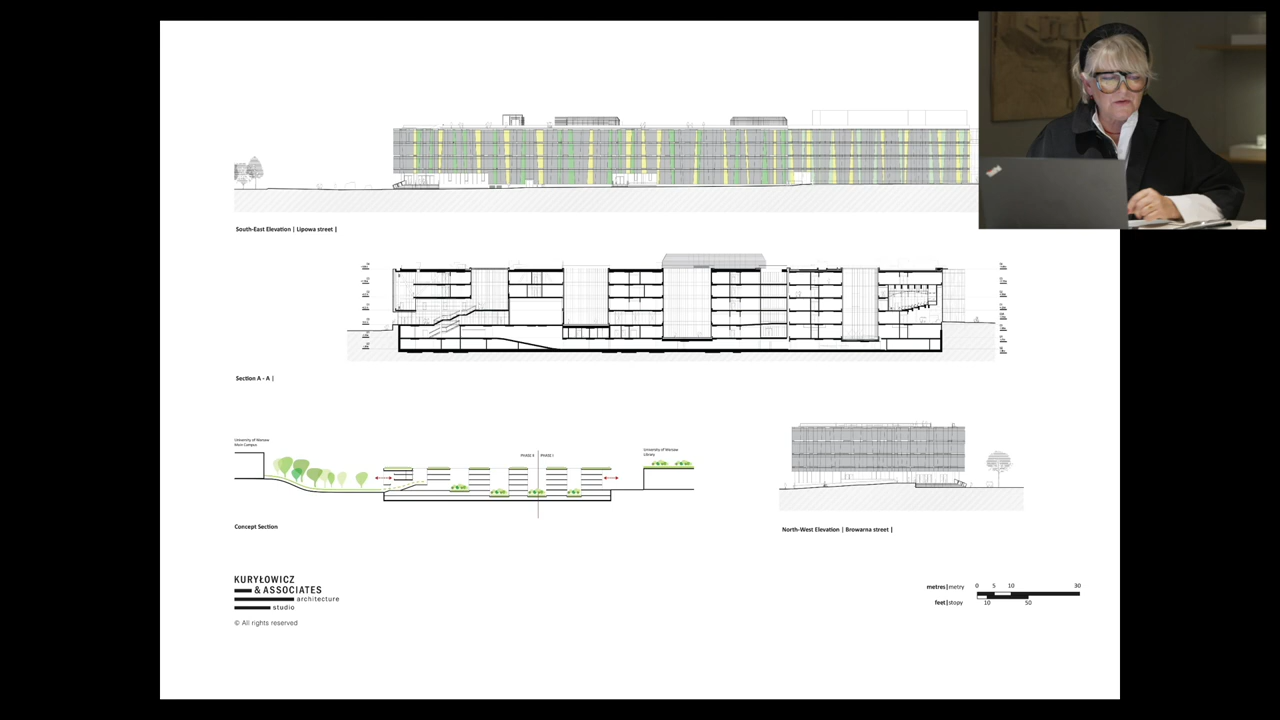 South-East Elevation | Lipowa street |
Section A - A |
University of Warsaw
Main Campus
PHASE II
PHASE I
University of Warsaw
Library
Concept Section
North-West Elevation | Browarna street |
KURYŁOWICZ
& ASSOCIATES
architecture
studio
© All rights reserved
metres|metry
0 5 10 30
feet|stopy
10 50